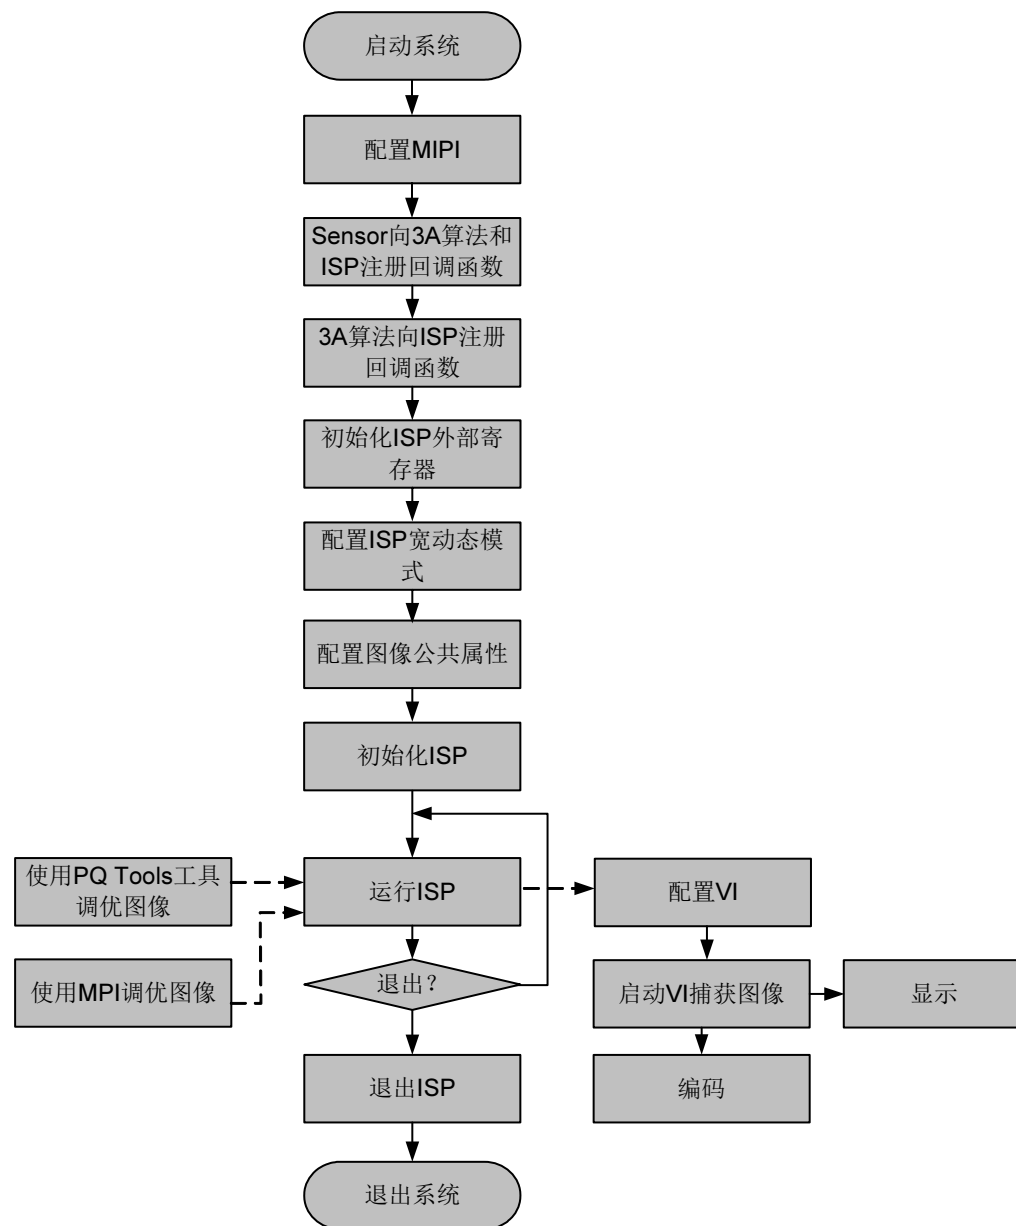 启动系统
配置MIPI
Sensor向3A算法和
ISP注册回调函数
3A算法向ISP注册
回调函数
初始化ISP外部寄
存器
配置ISP宽动态模
式
配置图像公共属性
初始化ISP
使用PQ Tools工具
调优图像
运行ISP
配置VI
使用MPI调优图像
退出？
启动VI捕获图像
显示
退出ISP
编码
退出系统